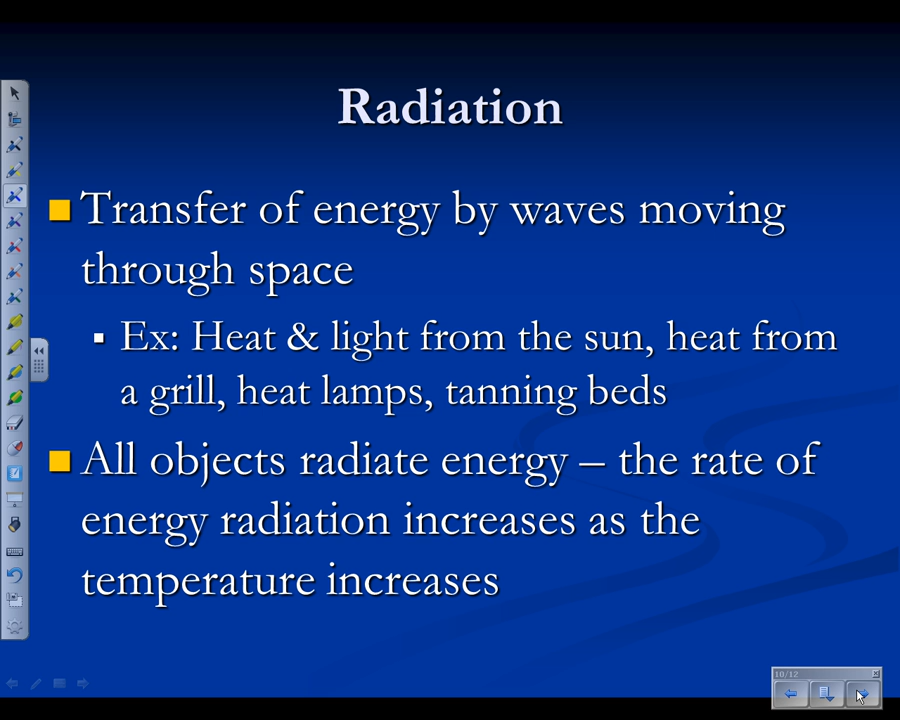 Radiation
Transfer of energy by waves moving
through space
Ex: Heat & light from the sun, heat from
a grill, heat lamps, tanning beds
All objects radiate energy – the rate of
energy radiation increases as the
temperature increases
10/12